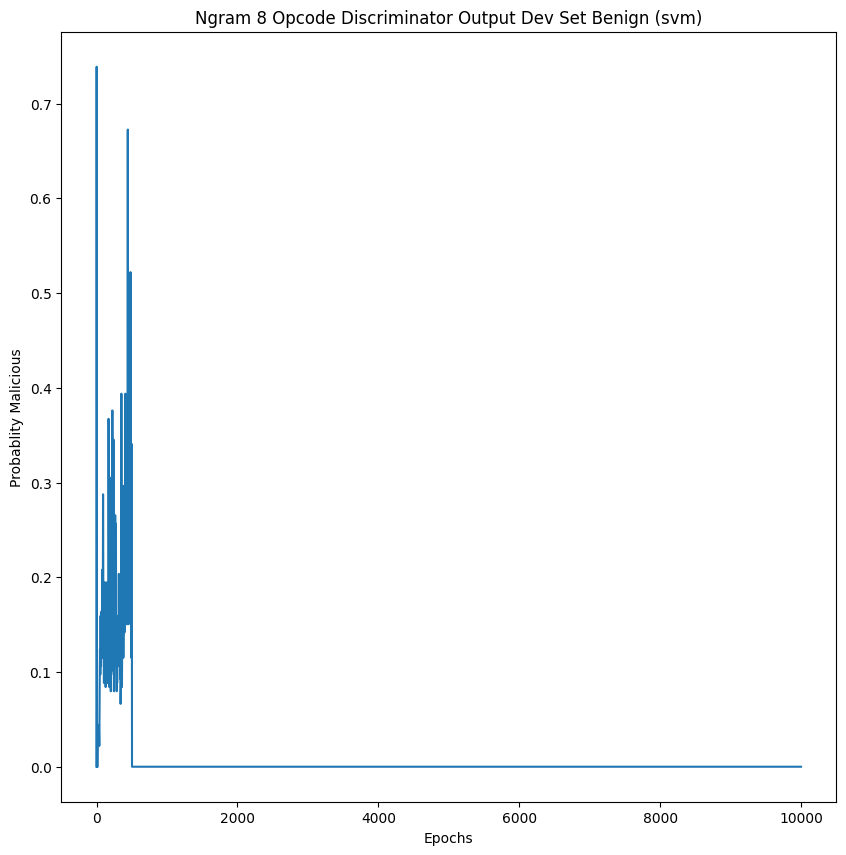 Ngram 8 Opcode Discriminator Output Dev Set Benign (svm)
Probablity Malicious
0.7
0.6
0.5
0.4
0.3
0.2
0.1
0.0
0 2000 4000 6000 8000 10000
Epochs